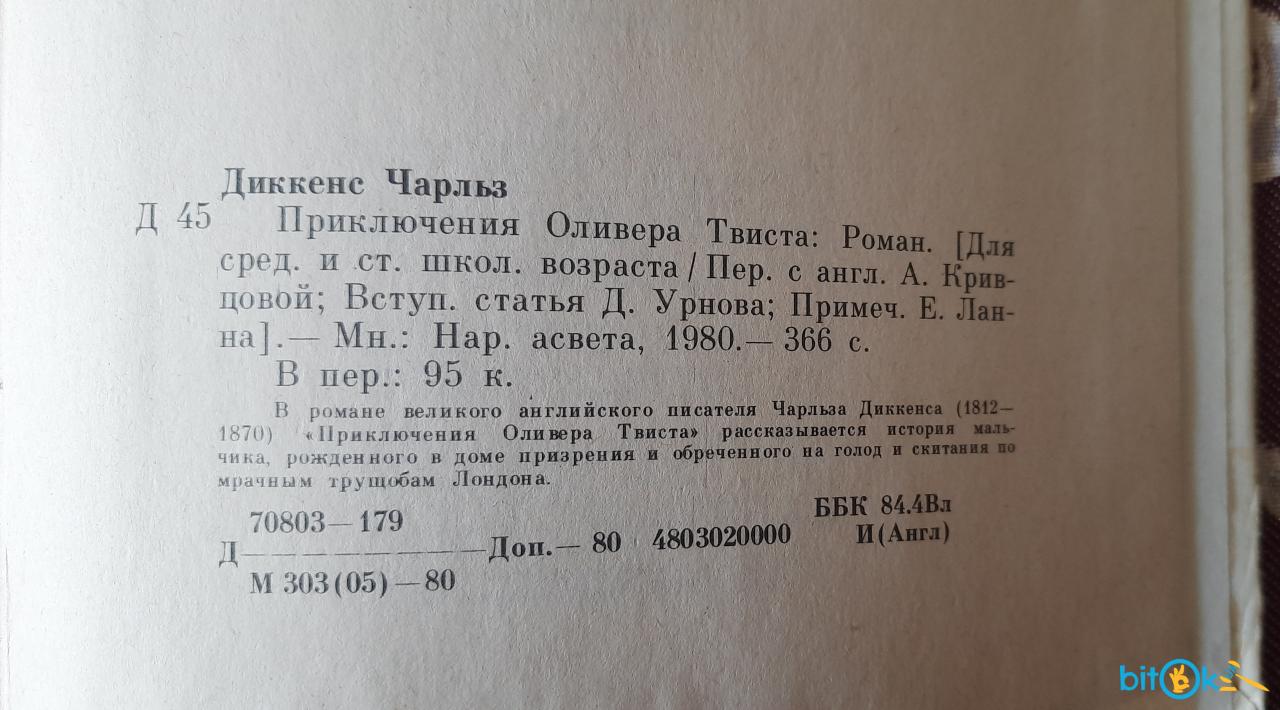 Диккенс Чарльз
Д 45 Приключения Оливера Твиста: Роман. [Для
сред. и ст. школ. возраста / Пер. с англ. А. Крив-
цовой; Вступ. статья Д. Урнова; Примеч. Е. Лан-
на].— Мн.: Нар. асвета, 1980.— 366 с.
В пер.: 95 к.
В романе великого английского писателя Чарльза Диккенса (1812—
1870) «Приключения Оливера Твиста» рассказывается история маль-
чика, рожденного в доме призрения и обреченного на голод и скитания по
мрачным трущобам Лондона.
70803—179
Д————————Доп.— 80 4803020000
М 303(05)—80
ББК 84.4Вл
И(Англ)
bitOk